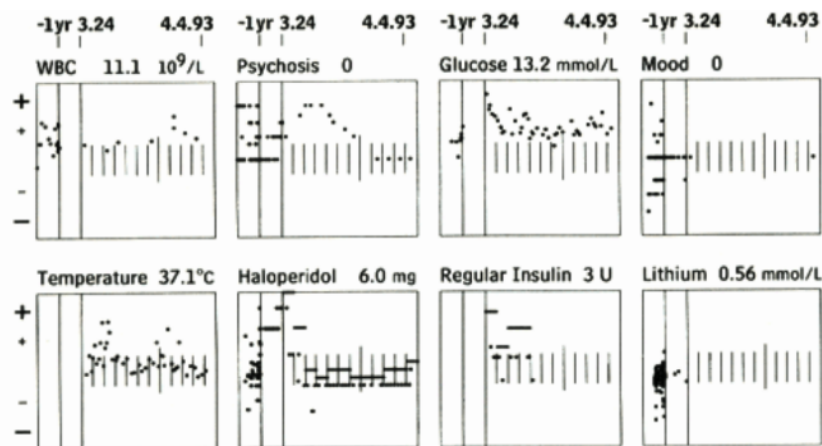 -1yr 3.24 4.4.93 -1yr 3.24 4.4.93 -1yr 3.24 4.4.93 -1yr 3.24 4.4.93
WBC 11.1 10⁹/L Psychosis 0 Glucose 13.2 mmol/L Mood 0
+
+
-
—
Temperature 37.1°C Haloperidol 6.0 mg Regular Insulin 3 U Lithium 0.56 mmol/L
+
+
-
—